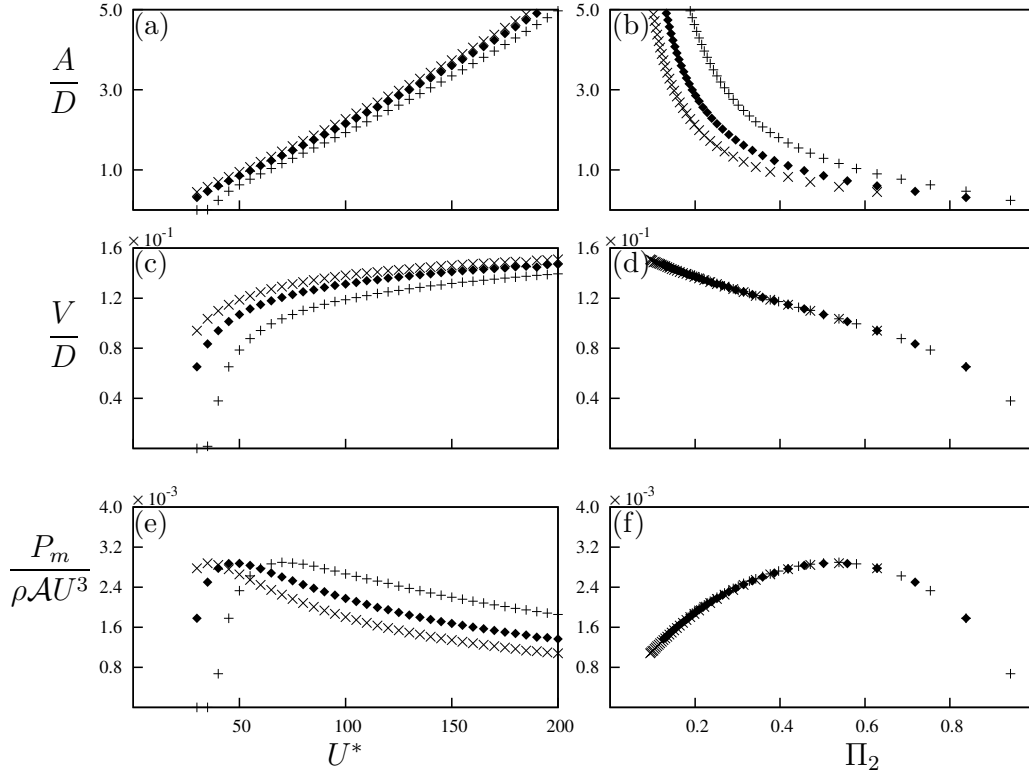 5.0 (a) (b) 5.0
A/D
3.0 3.0
1.0 1.0
× 10^-1 × 10^-1
1.6 (c) (d) 1.6
V/D
1.2 1.2
0.8 0.8
0.4 0.4
× 10^-3 × 10^-3
4.0 (e) (f) 4.0
P_m/ρ𝒜U^3
3.2 3.2
2.4 2.4
1.6 1.6
0.8 0.8
50 100 150 200 0.2 0.4 0.6 0.8
U* Π_2